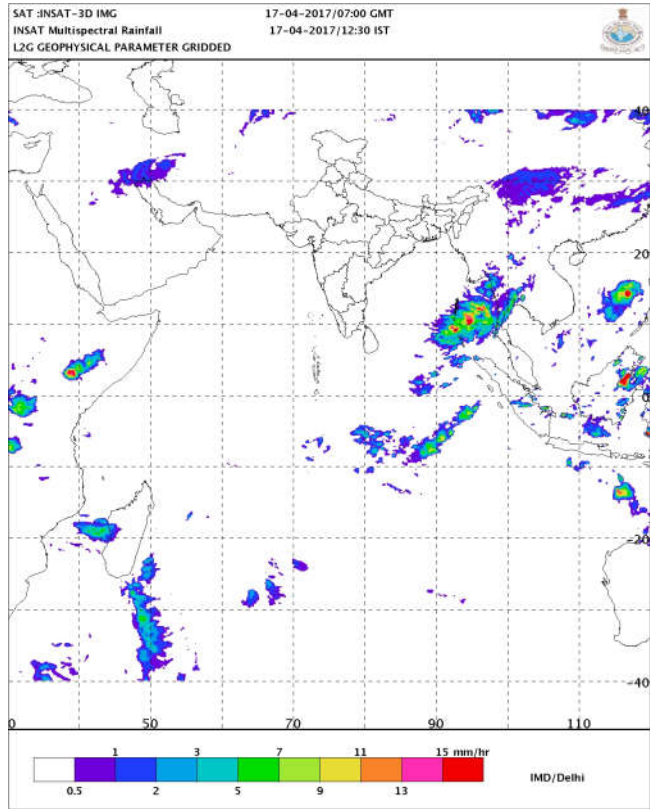 SAT :INSAT-3D IMG 17-04-2017/07:00 GMT
INSAT Multispectral Rainfall 17-04-2017/12:30 IST
L2G GEOPHYSICAL PARAMETER GRIDDED
40
20
0
-20
-40
0 50 70 90 110
1 3 7 11 15 mm/hr
0.5 2 5 9 13
IMD/Delhi